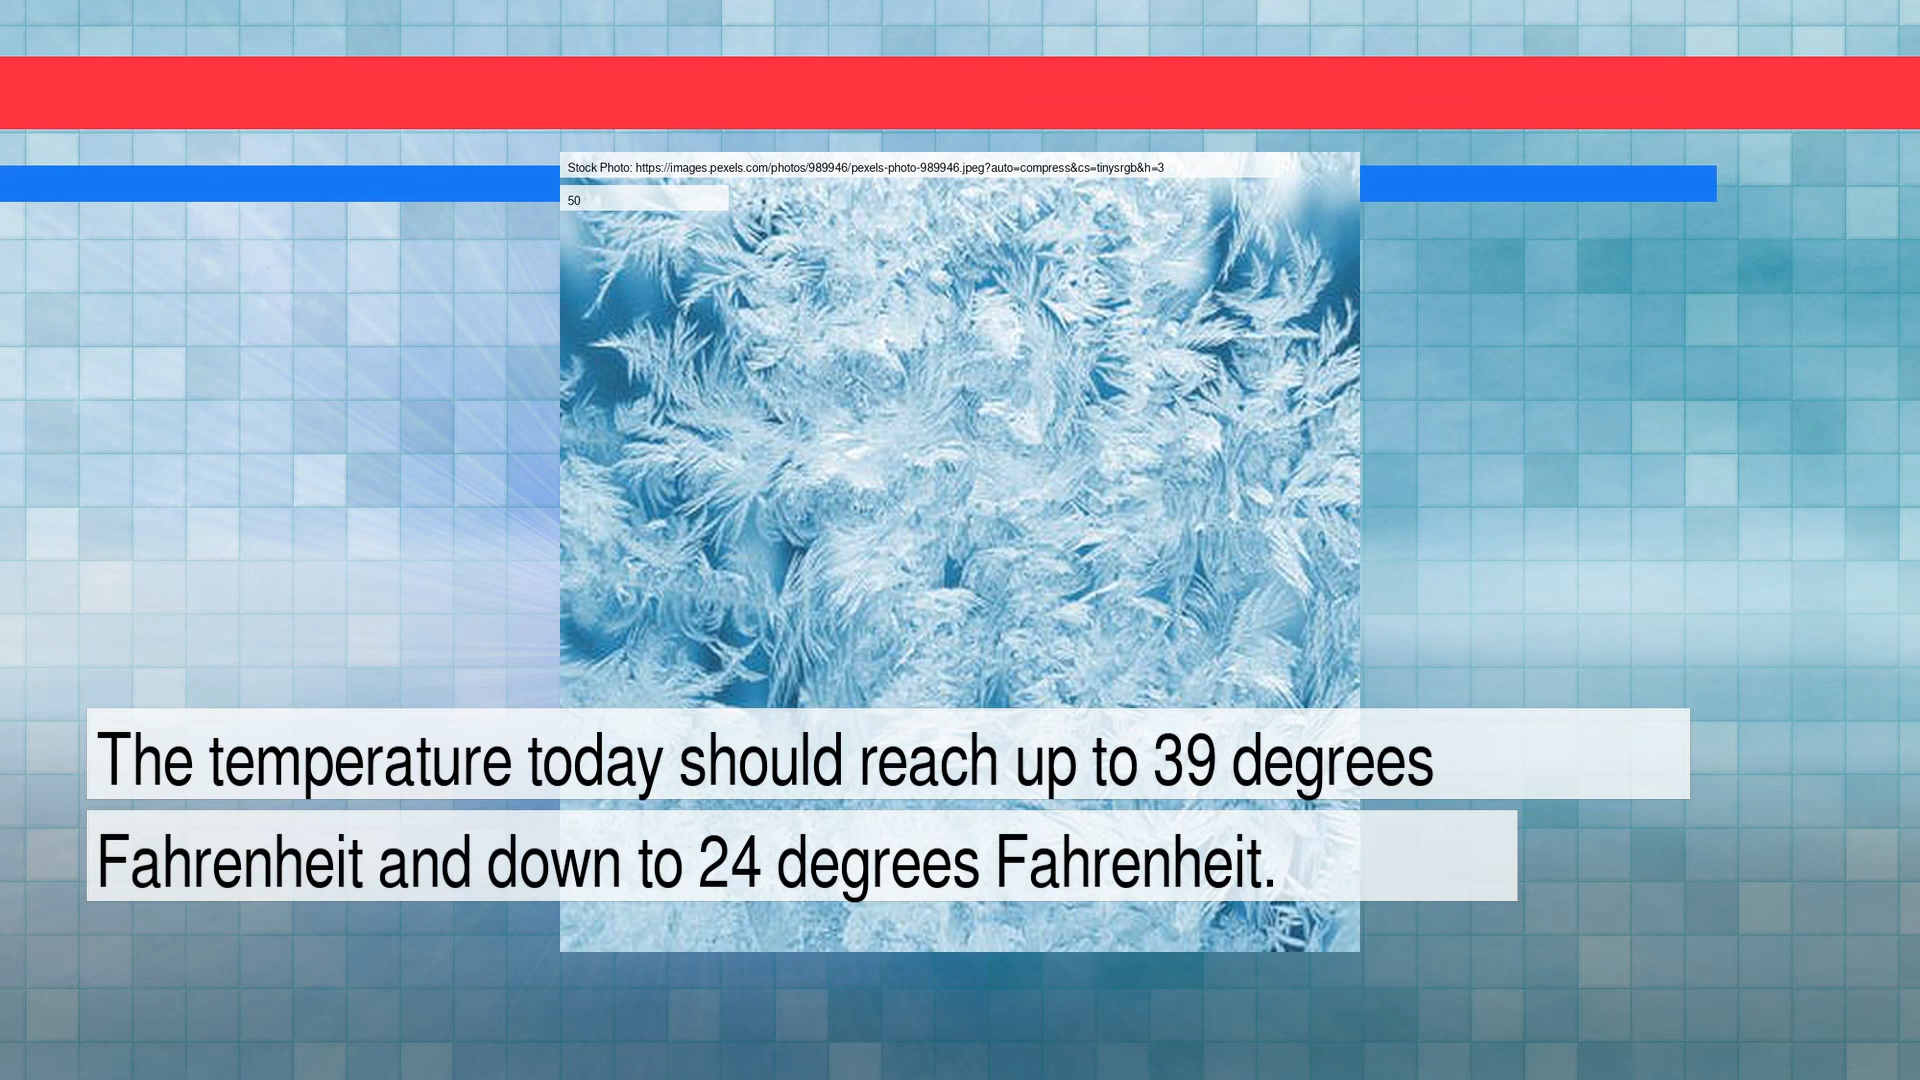 Stock Photo: https://images.pexels.com/photos/989946/pexels-photo-989946.jpeg?auto=compress&cs=tinysrgb&h=3
50
The temperature today should reach up to 39 degrees
Fahrenheit and down to 24 degrees Fahrenheit.